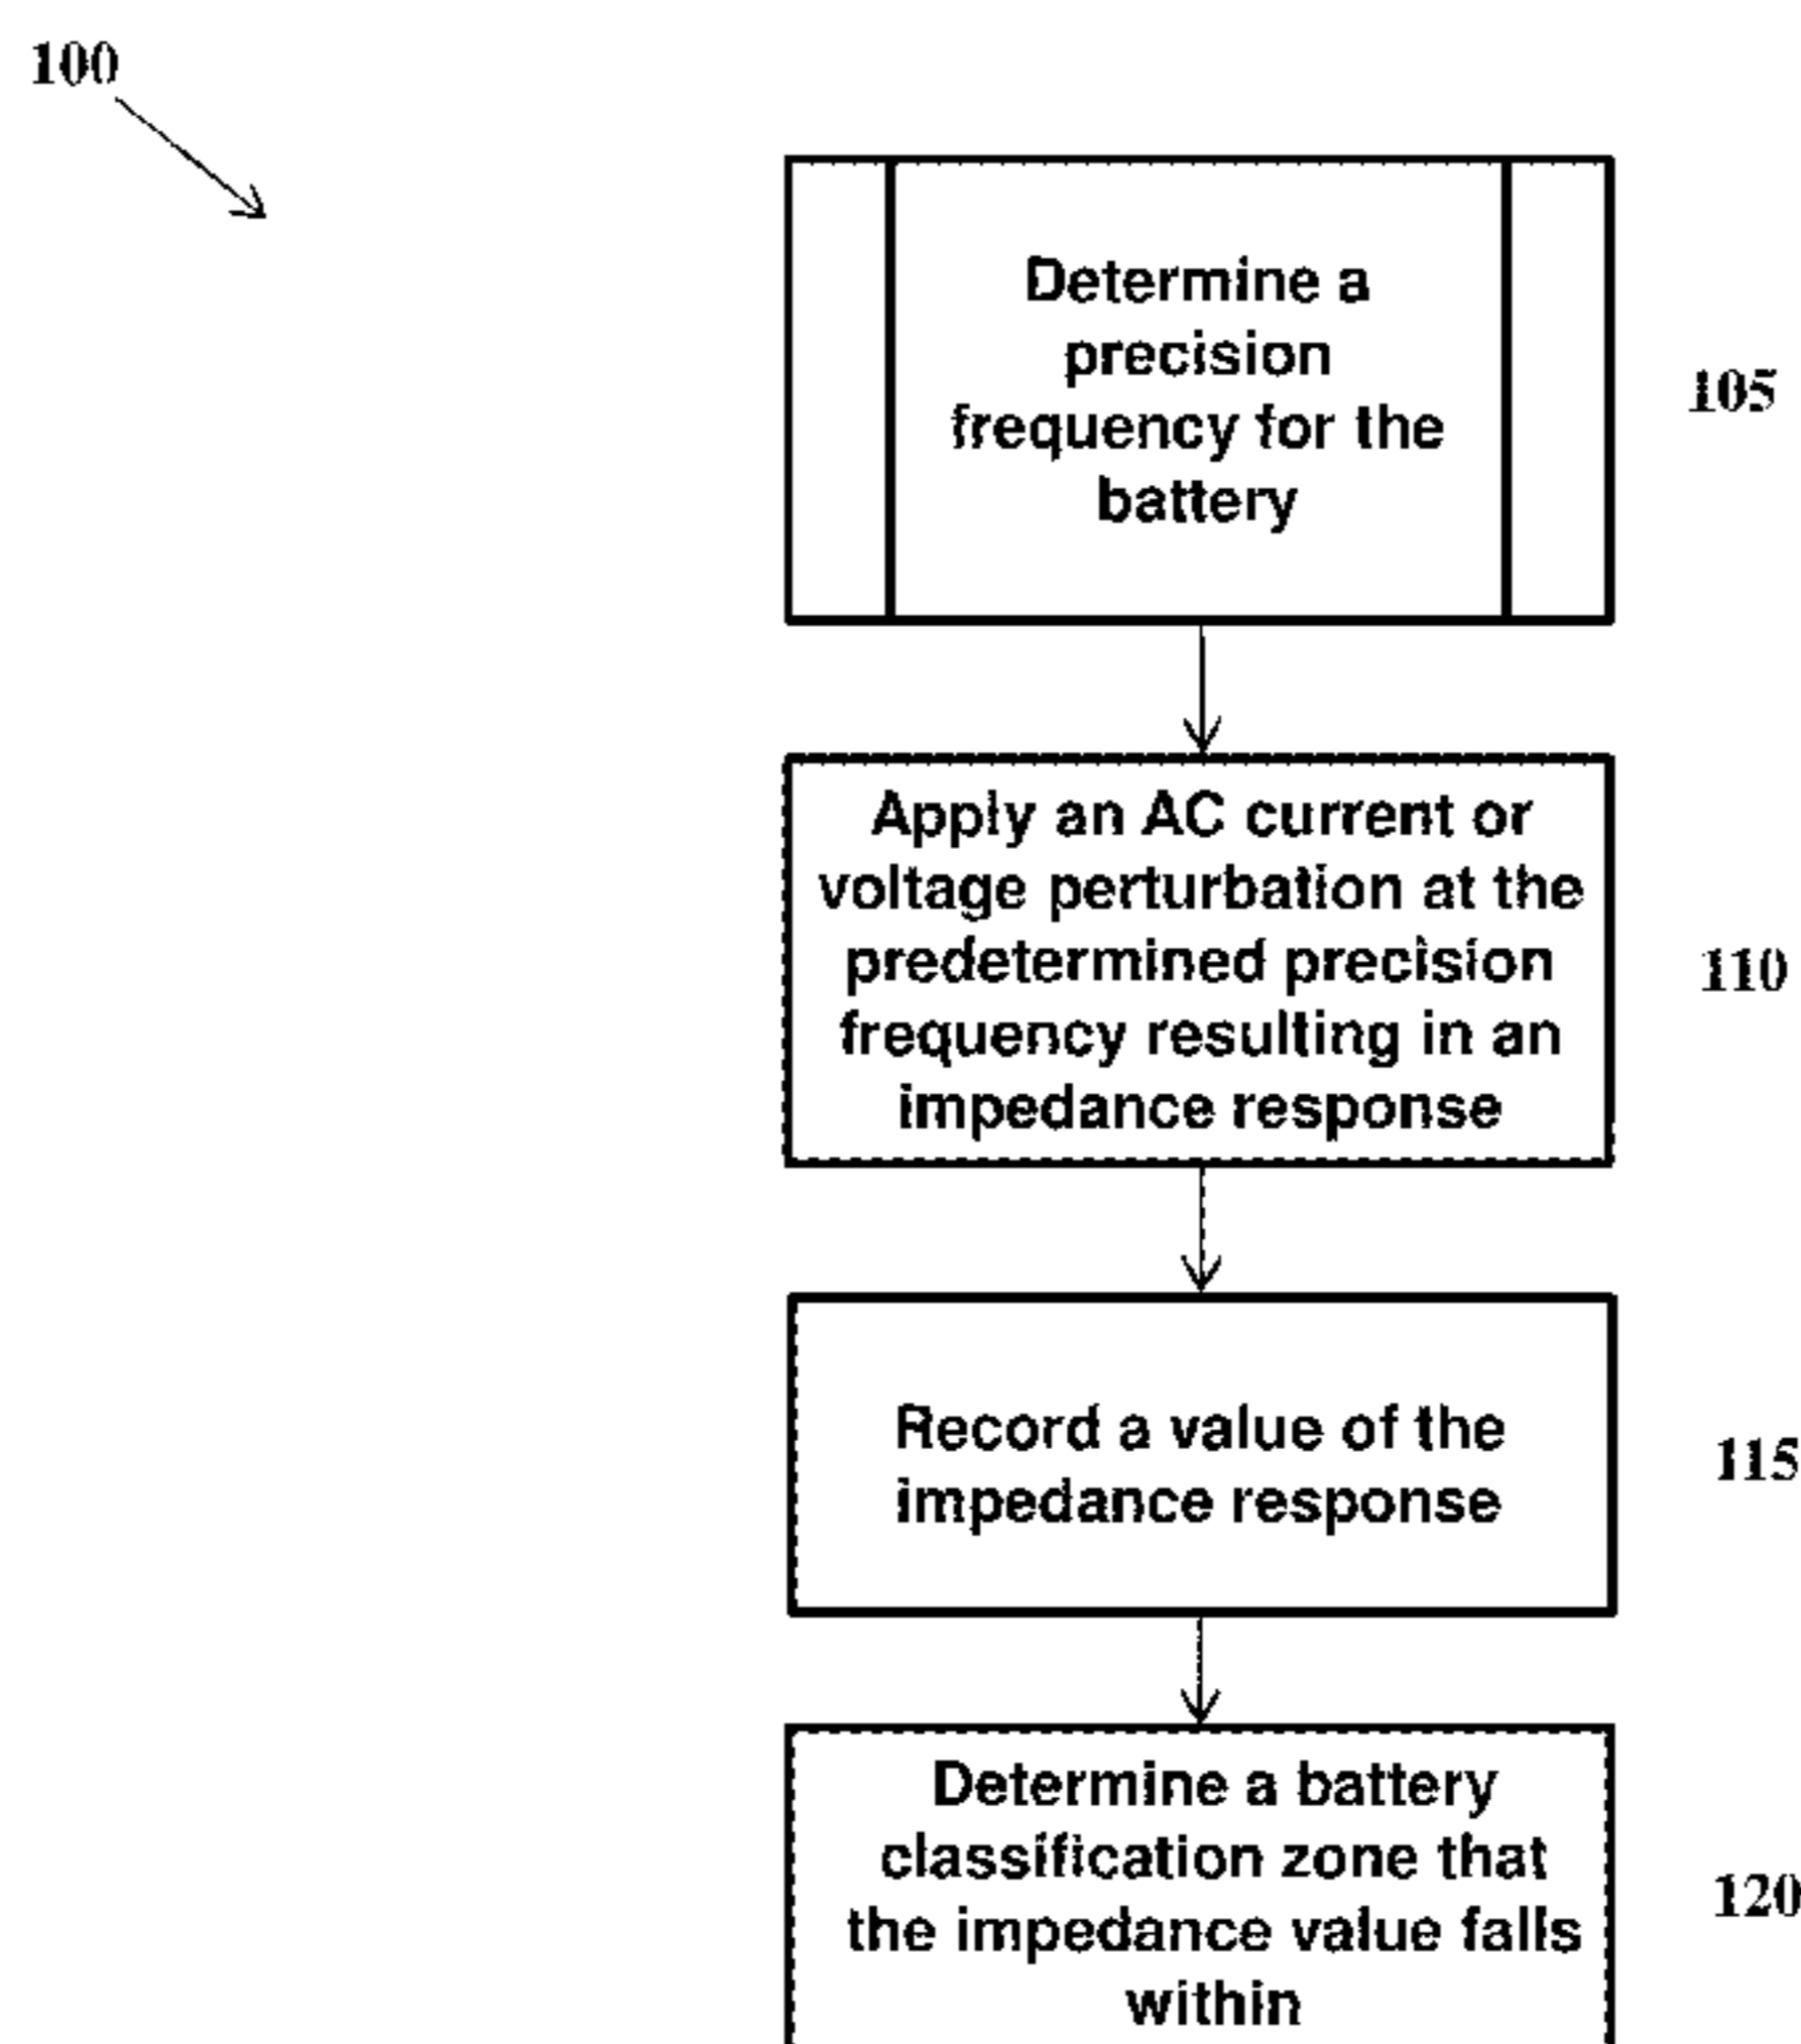 100
Determine a
precision
frequency for the
battery
105
Apply an AC current or
voltage perturbation at the
predetermined precision
frequency resulting in an
impedance response
110
Record a value of the
impedance response
115
Determine a battery
classification zone that
the impedance value falls
within
120